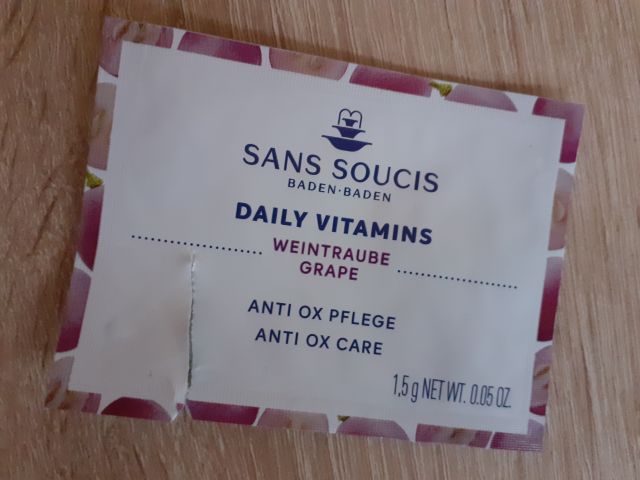 SANS SOUCIS
BADEN·BADEN
DAILY VITAMINS
WEINTRAUBE
GRAPE
ANTI OX PFLEGE
ANTI OX CARE
1,5 g NET WT. 0.05 OZ.